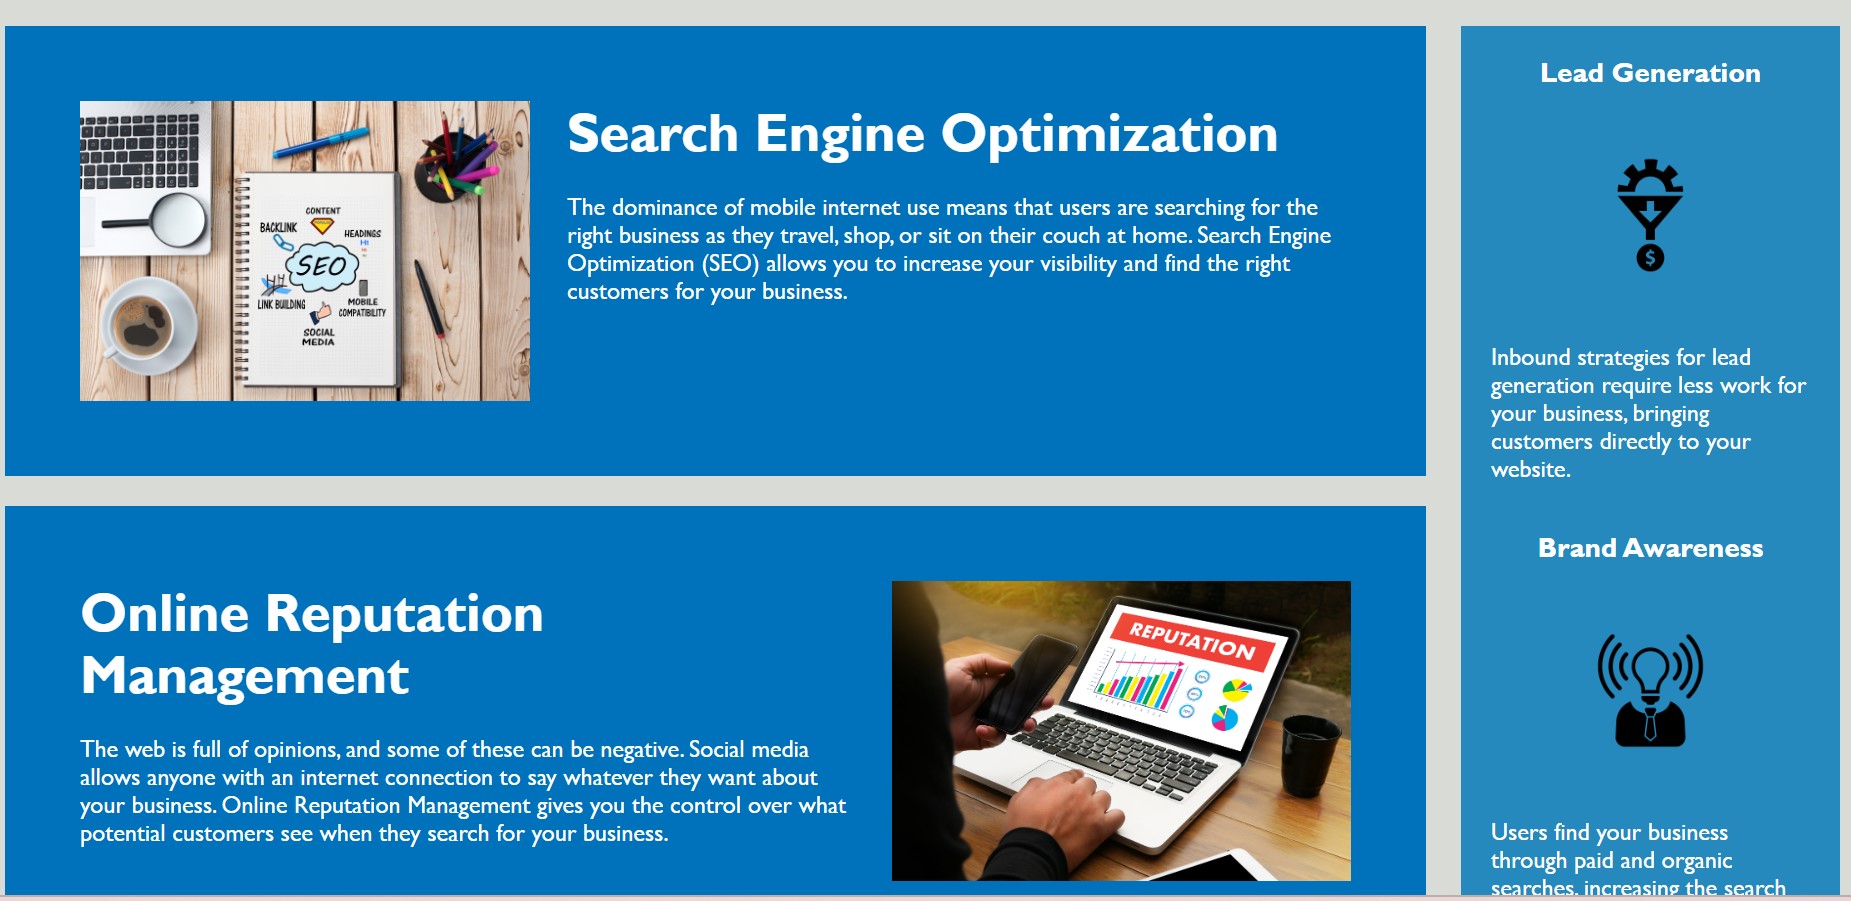 Search Engine Optimization
The dominance of mobile internet use means that users are searching for the
right business as they travel, shop, or sit on their couch at home. Search Engine
Optimization (SEO) allows you to increase your visibility and find the right
customers for your business.
CONTENT
BACKLINK
HEADINGS
H1
SEO
LINK BUILDING
MOBILE
COMPATIBILITY
SOCIAL
MEDIA
Online Reputation
Management
The web is full of opinions, and some of these can be negative. Social media
allows anyone with an internet connection to say whatever they want about
your business. Online Reputation Management gives you the control over what
potential customers see when they search for your business.
REPUTATION
Lead Generation
$
Inbound strategies for lead
generation require less work for
your business, bringing
customers directly to your
website.
Brand Awareness
Users find your business
through paid and organic
searches, increasing the search